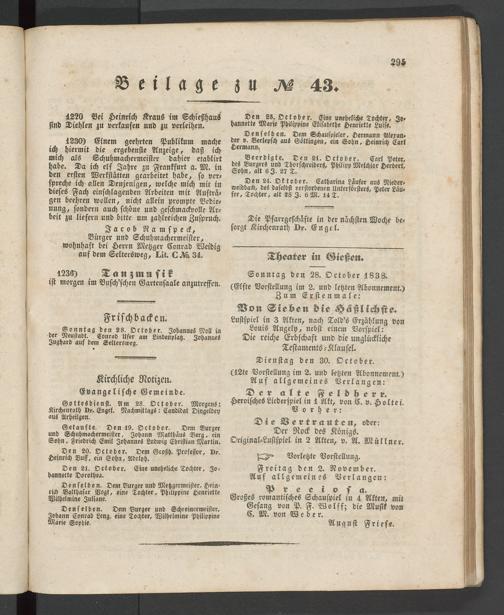 295
Beilage zu № 43.
1220 Bei Heinrich Kraus im Schießhaus
sind Diehlen zu verkaufen und zu verleihen.
1230) Einem geehrten Publikum mache
ich hiermit die ergebenste Anzeige, daß ich
mich als Schuhmachermeister dahier etablirt
habe. Da ich elf Jahre zu Frankfurt a. M. in
den ersten Werkstätten gearbeitet habe, so ver-
spreche ich allen Denjenigen, welche mich mit in
dieses Fach einschlagenden Arbeiten mit Aufträ-
gen beehren wollen, nicht allein prompte Bedie-
nung, sondern auch schöne und geschmackvolle Ar-
beit zu liefern und bitte um zahlreichen Zuspruch.
Jacob Ramspeck,
Bürger und Schuhmachermeister,
wohnhaft bei Herrn Metzger Conrad Weidig
auf dem Seltersweg, Lit. C № 34.
1236) Tanzmusik
ist morgen im Busch'schen Gartensaale anzutreffen.
Frischbacken.
Sonntag den 28. October. Johannes Noll in
der Neustadt. Conrad Ihser am Lindenplatz. Johannes
Zughard auf dem Seltersweg.
Kirchliche Notizen.
Evangelische Gemeinde.
Gottesdienst. Am 28. October. Morgens:
Kirchenrath Dr. Engel. Nachmittags: Candidat Dingeldey
aus
Getaufte. Den 19. October. Dem Bürger
und Schuhmachermeister, Johann Matthäus Berg, ein
Sohn, Friedrich Emil Johannes Ludwig Christian Martin.
Den 20. October. Dem Großh. Professor, Dr.
Heinrich Buff, ein Sohn, Adolph.
Den 21. October. Eine uneheliche Tochter, Jo-
hannette Dorothea.
Denselben. Dem Bürger und Metzgermeister, Hein-
rich Balthasar Vogt, eine Tochter, Philippine Henriette
Wilhelmine Juliane.
Denselben. Dem Bürger und Schreinermeister,
Johann Conrad Leng, eine Tochter, Wilhelmine Philippine
Marie Sophie.
Den 23. October. Eine uneheliche Tochter, Jo-
hannette Marie Philippine Elisabethe Henriette Luise.
Denselben. Dem Schauspieler, Hermann Alexan-
der v. Berlepsch aus Göttingen, ein Sohn, Heinrich Carl
Hermann.
Beerdigte. Den 21. October. Carl Peter,
des Bürgers und Thorschreibers, Philipp Melchior Herbert,
Sohn, alt 6 J. 27 T.
Den 24. October. Catharina Häuser aus Nieder-
weidbach, des daselbst verstorbenen Unterförsters, Peter Häu-
ser, Tochter, alt 28 J. 6 M. 14 T.
Die Pfarrgeschäfte in der nächsten Woche be-
sorgt Kirchenrath Dr. Engel.
Theater in Gießen.
Sonntag den 28. October 1838.
(Elfte Vorstellung im 2. und letzten Abonnement.)
Zum Erstenmale:
Von Sieben die Häßlichste.
Lustspiel in 3 Akten, nach Told's Erzählung von
Louis Angely, nebst einem Vorspiel:
Die reiche Erbschaft und die unglückliche
Testaments-Klausel.
Dienstag den 30. October.
(12te Vorstellung im 2. und letzten Abonnement.)
Auf allgemeines Verlangen:
Der alte Feldherr.
Heroisches Liederspiel in 1 Akt, von C. v. Holtei.
Vorher:
Die Vertrauten, oder:
Der Rock des Königs.
Original-Lustspiel in 2 Akten, v. A. Müllner.
☞ Vorletzte Vorstellung.
Freitag den 2. November.
Auf allgemeines Verlangen:
Preciosa.
Großes romantisches Schauspiel in 4 Akten, mit
Gesang von P. F. Wolff; die Musik von
C. M. von Weber.
August Friese.